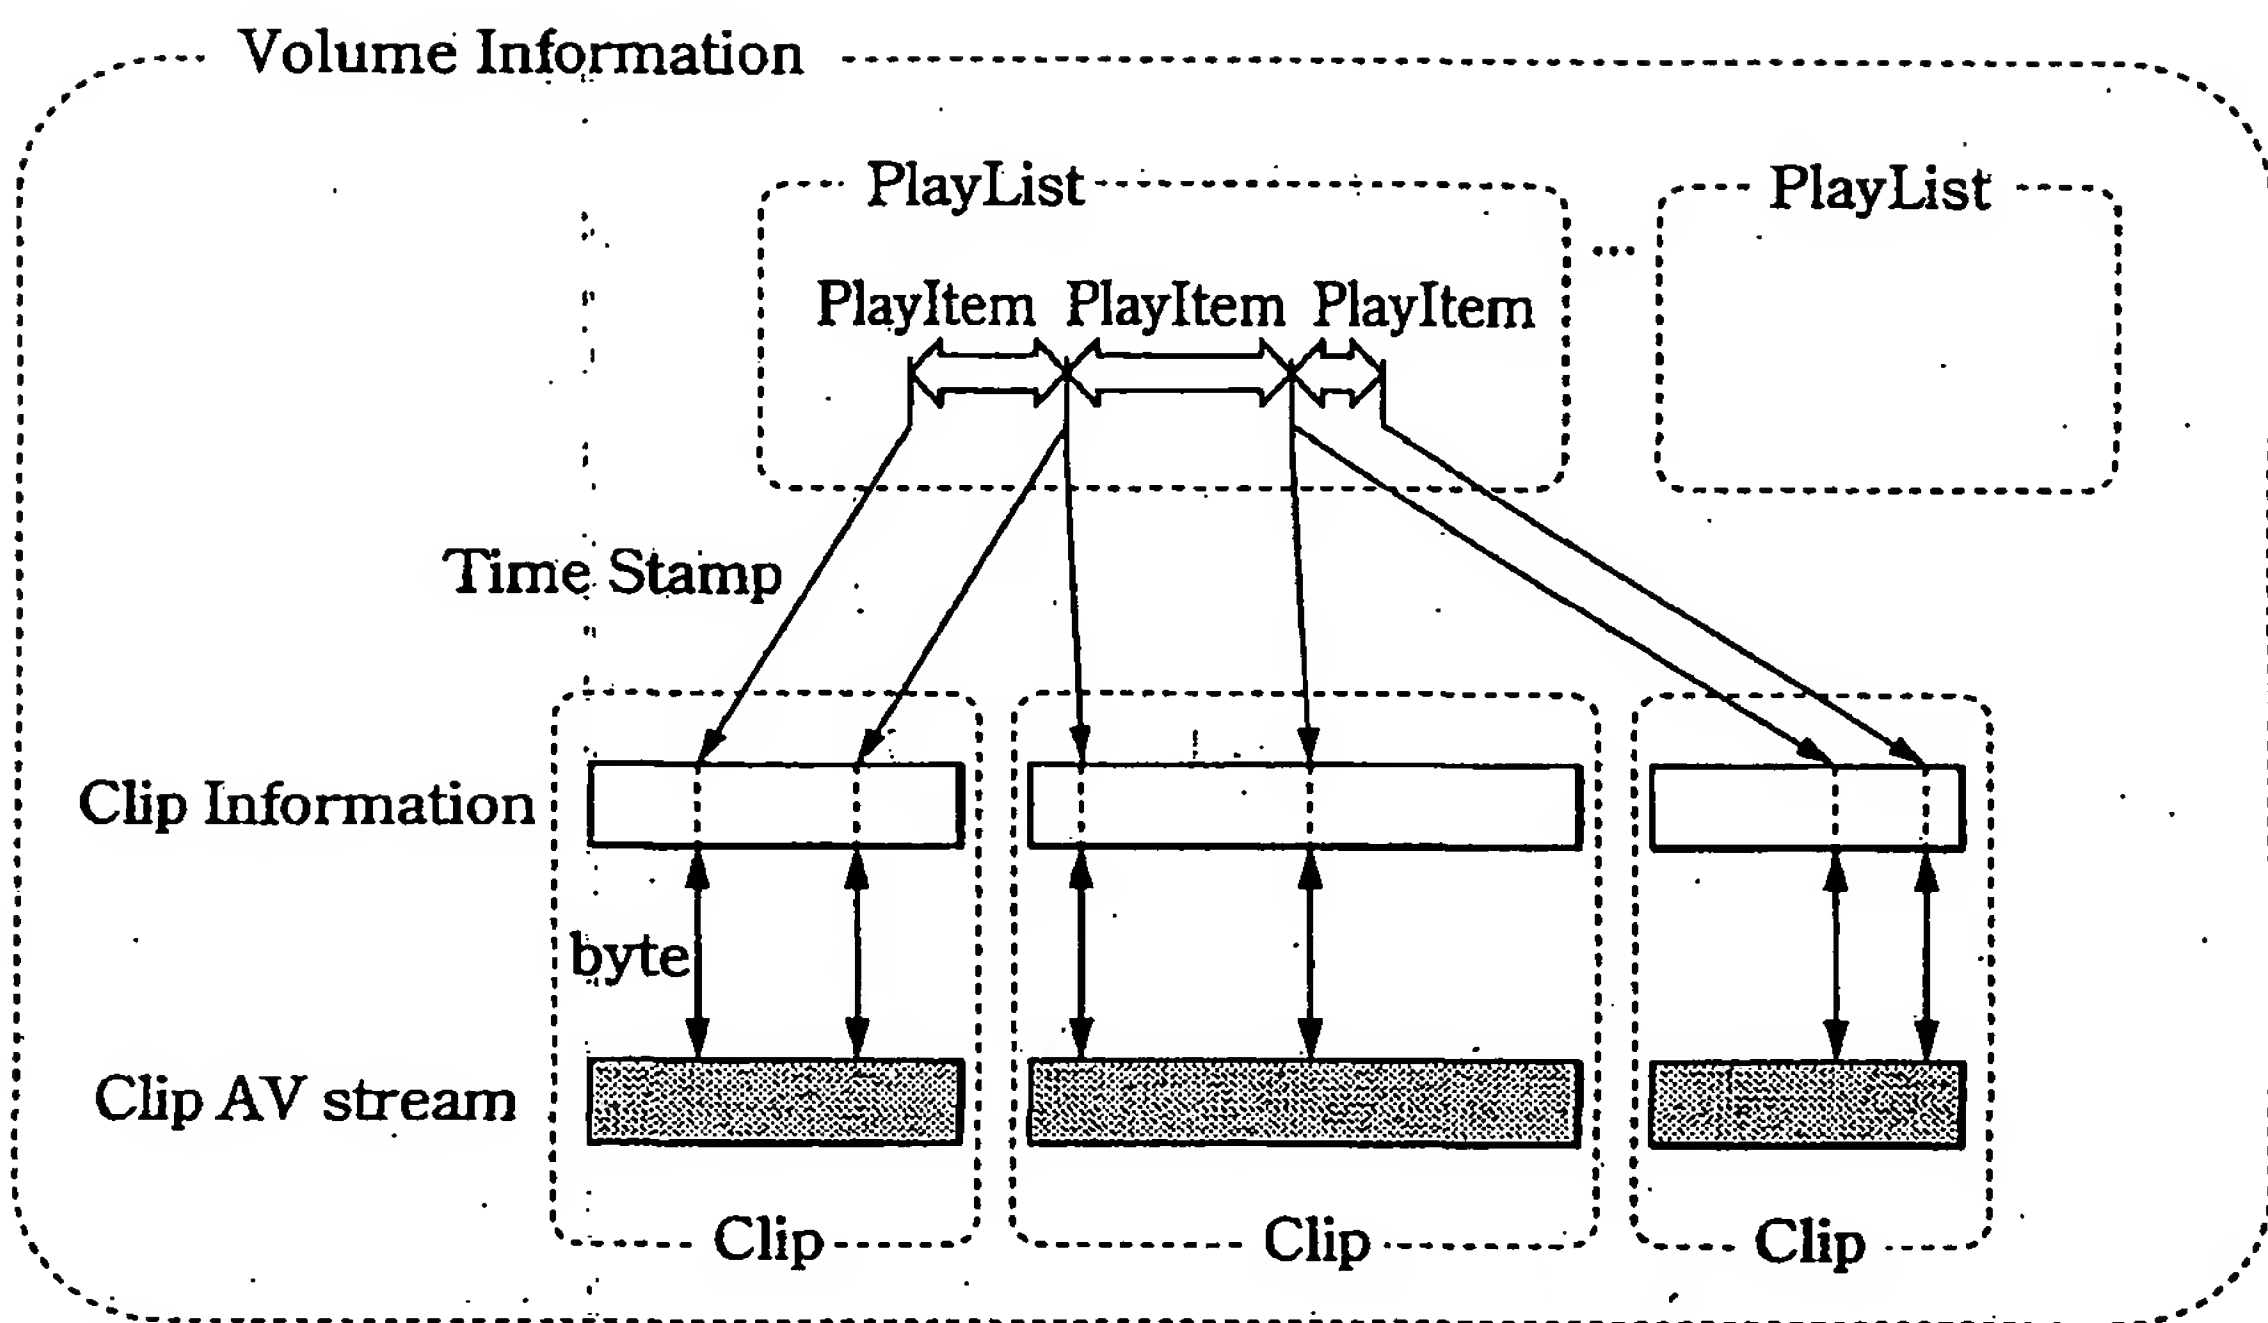 Volume Information
PlayList
PlayList
...
PlayItem PlayItem PlayItem
Time Stamp
Clip Information
byte
Clip AV stream
Clip
Clip
Clip